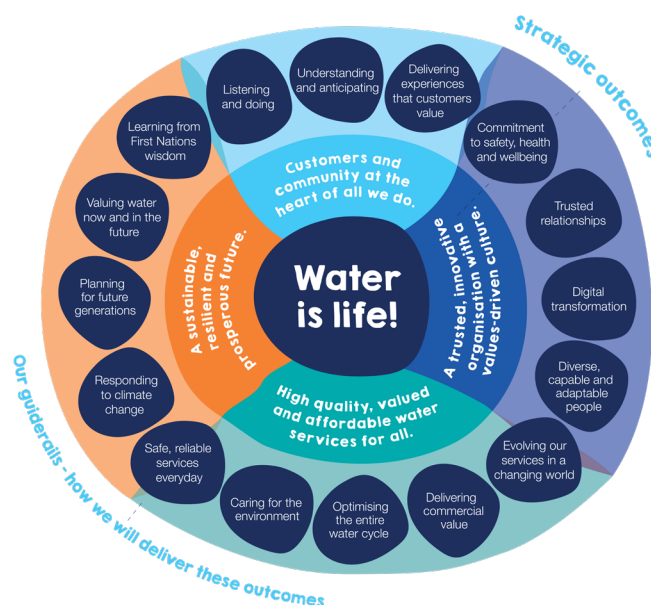 Strategic outcomes
Listening
and doing
Understanding
and anticipating
Delivering
experiences
that customers
value
Commitment
to safety, health
and wellbeing
Trusted
relationships
Digital
transformation
Diverse,
capable and
adaptable
people
Evolving our
services in a
changing world
Delivering
commercial
value
Optimising
the entire
water cycle
Caring for the
environment
Safe, reliable
services
everyday
Responding
to climate
change
Planning
for future
generations
Valuing water
now and in the
future
Learning from
First Nations
wisdom
Customers and
community at the
heart of all we do.
A trusted, innovative
organisation with a
values-driven culture.
High quality, valued
and affordable water
services for all.
A sustainable,
resilient and
prosperous future.
Water
is life!
Our guiderails - how we will deliver these outcomes